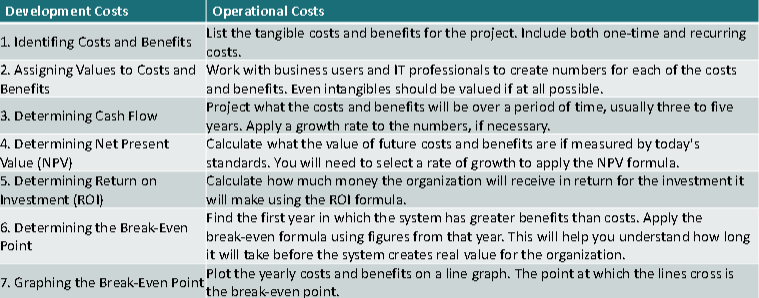 Development Costs Operational Costs
1. Identifing Costs and Benefits List the tangible costs and benefits for the project. Include both one-time and recurring
costs.
2. Assigning Values to Costs and Work with business users and IT professionals to create numbers for each of the costs
Benefits and benefits. Even intangibles should be valued if at all possible.
3. Determining Cash Flow Project what the costs and benefits will be over a period of time, usually three to five
years. Apply a growth rate to the numbers, if necessary.
4. Determining Net Present Calculate what the value of future costs and benefits are if measured by today's
Value (NPV) standards. You will need to select a rate of growth to apply the NPV formula.
5. Determining Return on Calculate how much money the organization will receive in return for the investment it
Investment (ROI) will make using the ROI formula.
6. Determining the Break-Even Find the first year in which the system has greater benefits than costs. Apply the
Point break-even formula using figures from that year. This will help you understand how long
it will take before the system creates real value for the organization.
7. Graphing the Break-Even Point Plot the yearly costs and benefits on a line graph. The point at which the lines cross is
the break-even point.